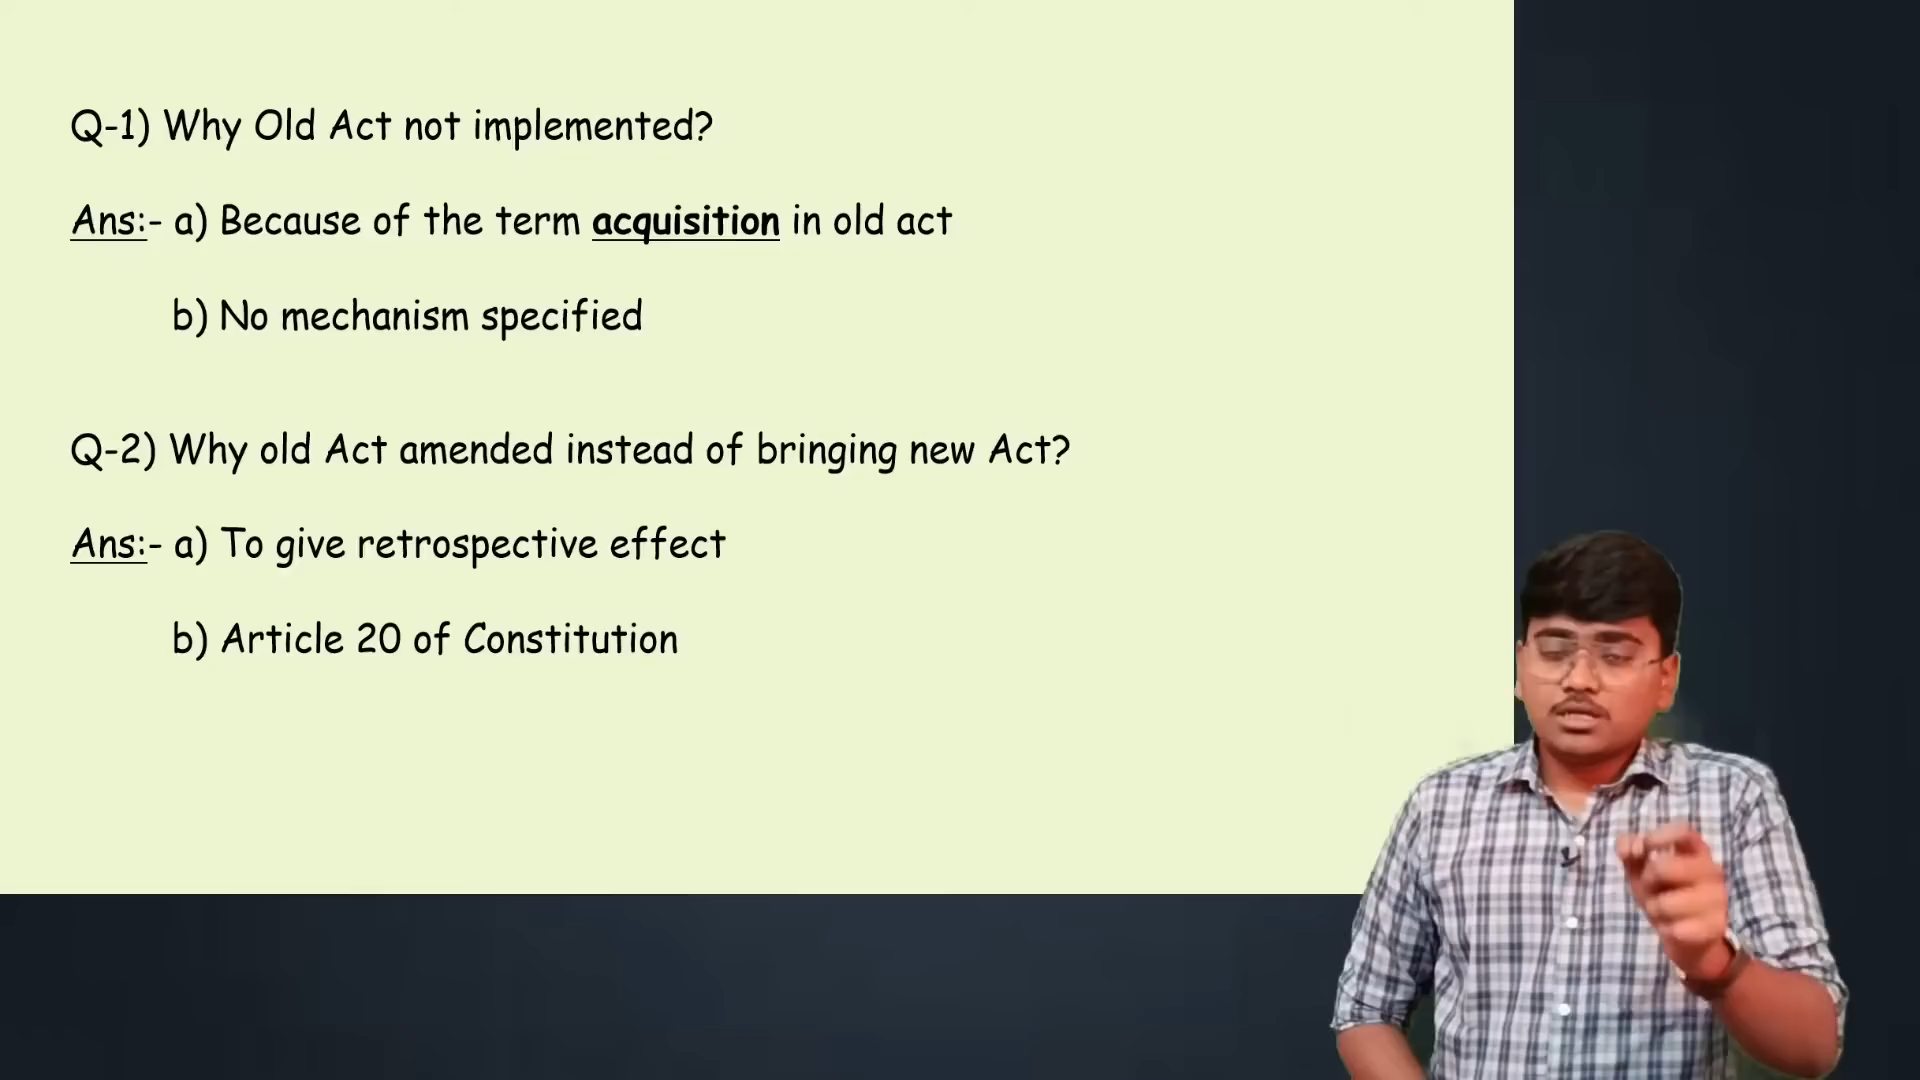 Q-1) Why Old Act not implemented?
Ans:- a) Because of the term acquisition in old act
b) No mechanism specified
Q-2) Why old Act amended instead of bringing new Act?
Ans:- a) To give retrospective effect
b) Article 20 of Constitution